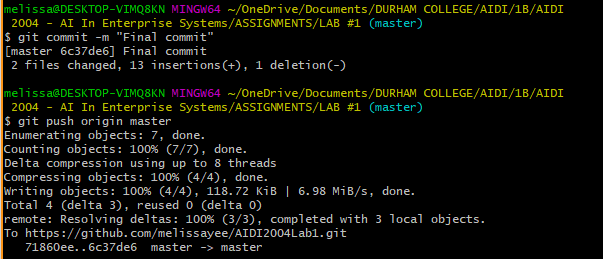 melissa@DESKTOP-VIMQ8KN MINGW64 ~/OneDrive/Documents/DURHAM COLLEGE/AIDI/1B/AIDI
 2004 - AI In Enterprise Systems/ASSIGNMENTS/LAB #1 (master)
$ git commit -m "Final commit"
[master 6c37de6] Final commit
 2 files changed, 13 insertions(+), 1 deletion(-)

melissa@DESKTOP-VIMQ8KN MINGW64 ~/OneDrive/Documents/DURHAM COLLEGE/AIDI/1B/AIDI
 2004 - AI In Enterprise Systems/ASSIGNMENTS/LAB #1 (master)
$ git push origin master
Enumerating objects: 7, done.
Counting objects: 100% (7/7), done.
Delta compression using up to 8 threads
Compressing objects: 100% (4/4), done.
Writing objects: 100% (4/4), 118.72 KiB | 6.98 MiB/s, done.
Total 4 (delta 3), reused 0 (delta 0)
remote: Resolving deltas: 100% (3/3), completed with 3 local objects.
To https://github.com/melissayee/AIDI2004Lab1.git
   71860ee..6c37de6  master -> master